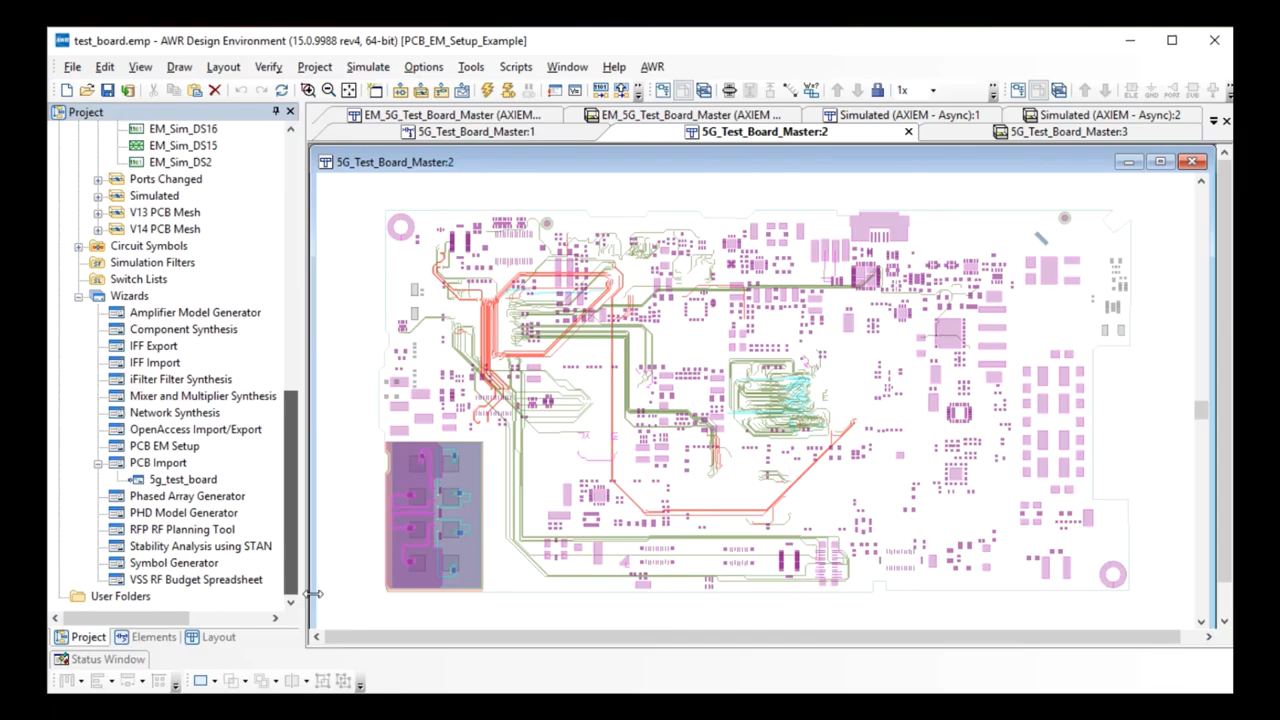 test_board.emp - AWR Design Environment (15.0.9988 rev4, 64-bit) [PCB_EM_Setup_Example]
File Edit View Draw Layout Verify Project Simulate Options Tools Scripts Window Help AWR
1x
Project
EM_5G_Test_Board_Master (AXIEM... EM_5G_Test_Board_Master (AXIEM ... Simulated (AXIEM - Async):1 Simulated (AXIEM - Async):2
5G_Test_Board_Master:1 5G_Test_Board_Master:2 5G_Test_Board_Master:3
5G_Test_Board_Master:2
EM_Sim_DS16
EM_Sim_DS15
EM_Sim_DS2
Ports Changed
Simulated
V13 PCB Mesh
V14 PCB Mesh
Circuit Symbols
Simulation Filters
Switch Lists
Wizards
Amplifier Model Generator
Component Synthesis
IFF Export
IFF Import
iFilter Filter Synthesis
Mixer and Multiplier Synthesis
Network Synthesis
OpenAccess Import/Export
PCB EM Setup
PCB Import
5g_test_board
Phased Array Generator
PHD Model Generator
RFP RF Planning Tool
Stability Analysis using STAN
Symbol Generator
VSS RF Budget Spreadsheet
User Folders
Project Elements Layout
Status Window